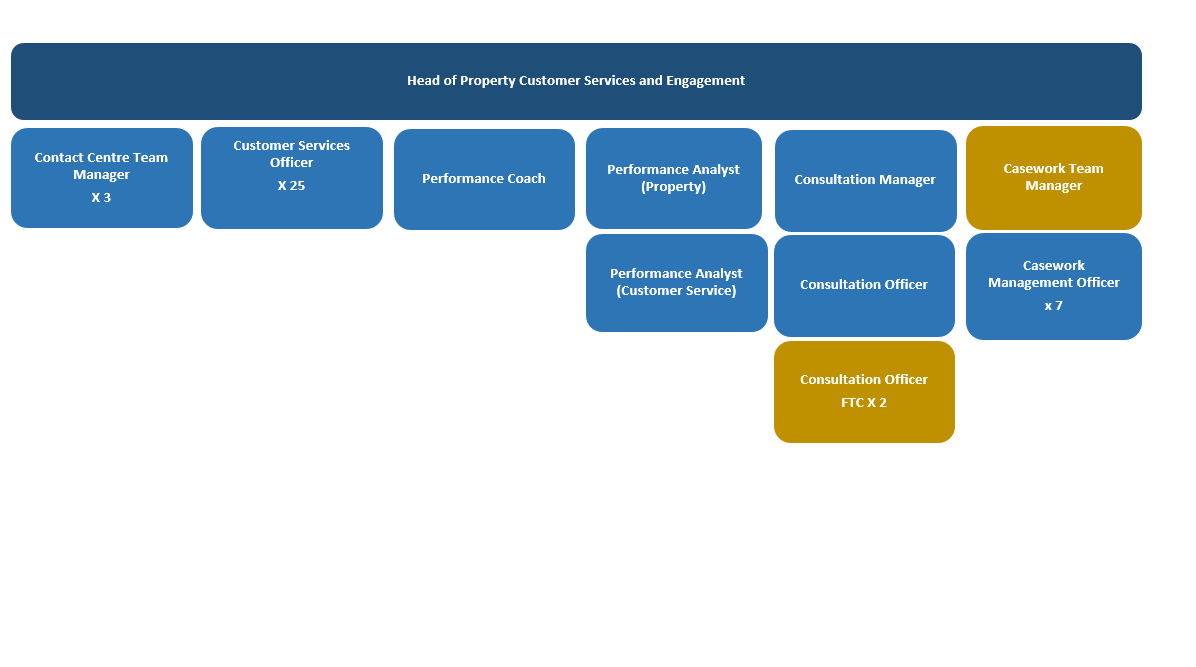 Head of Property Customer Services and Engagement
Contact Centre Team
Manager
X 3
Customer Services
Officer
X 25
Performance Coach
Performance Analyst
(Property)
Consultation Manager
Casework Team
Manager
Performance Analyst
(Customer Service)
Consultation Officer
Casework
Management Officer
x 7
Consultation Officer
FTC X 2